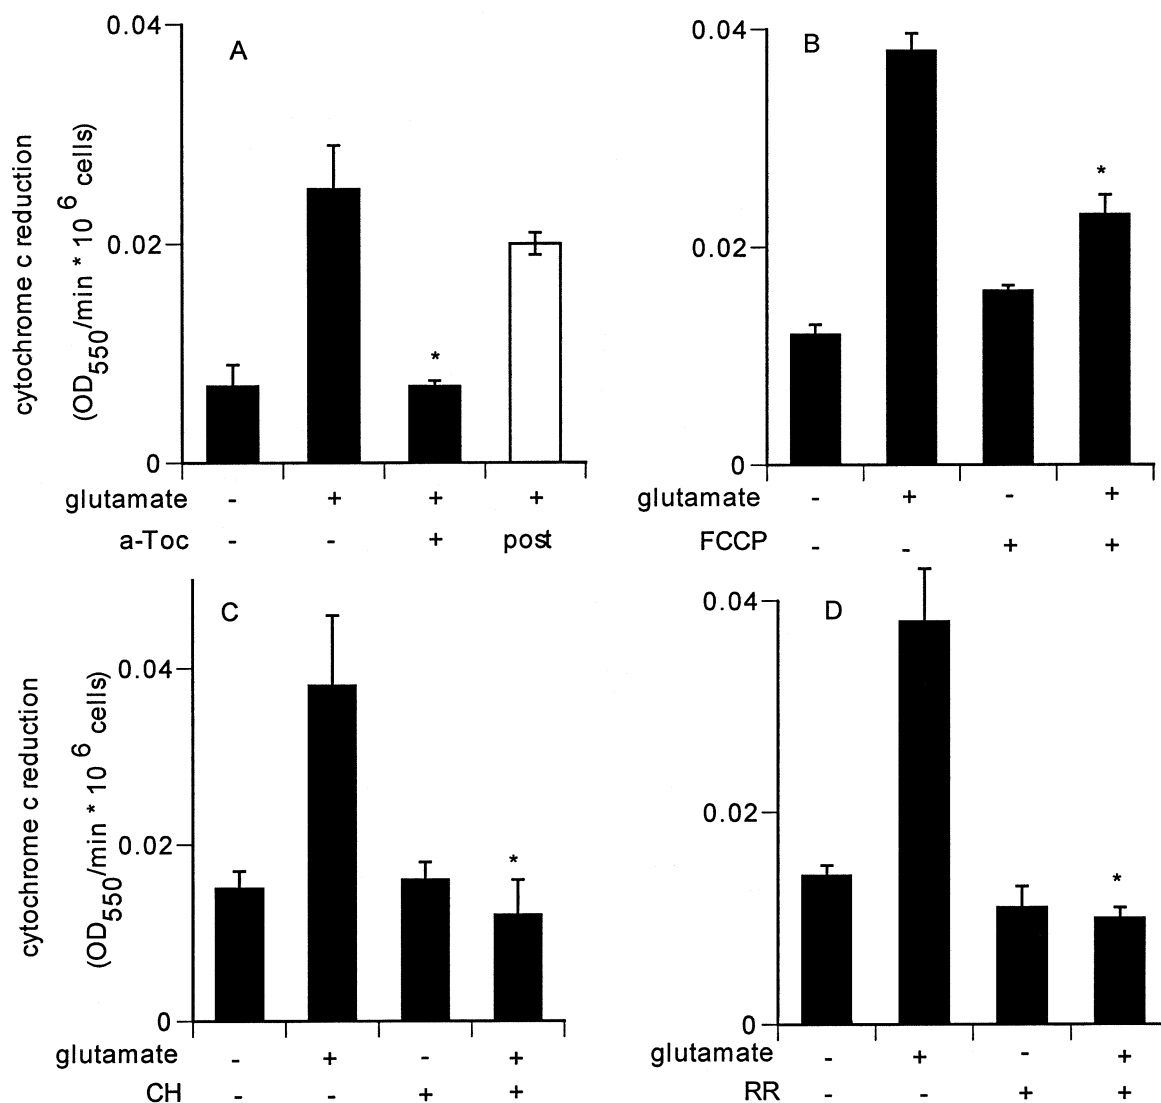 A
0.04
0.02
0
cytochrome c reduction
(OD550/min * 10 6 cells)
*
glutamate - + + +
a-Toc - - + post
B
0.04
0.02
0
*
glutamate - + - +
FCCP - - + +
C
0.04
0.02
0
cytochrome c reduction
(OD550/min * 10 6 cells)
*
glutamate - + - +
CH - - + +
D
0.04
0.02
0
*
glutamate - + - +
RR - - + +